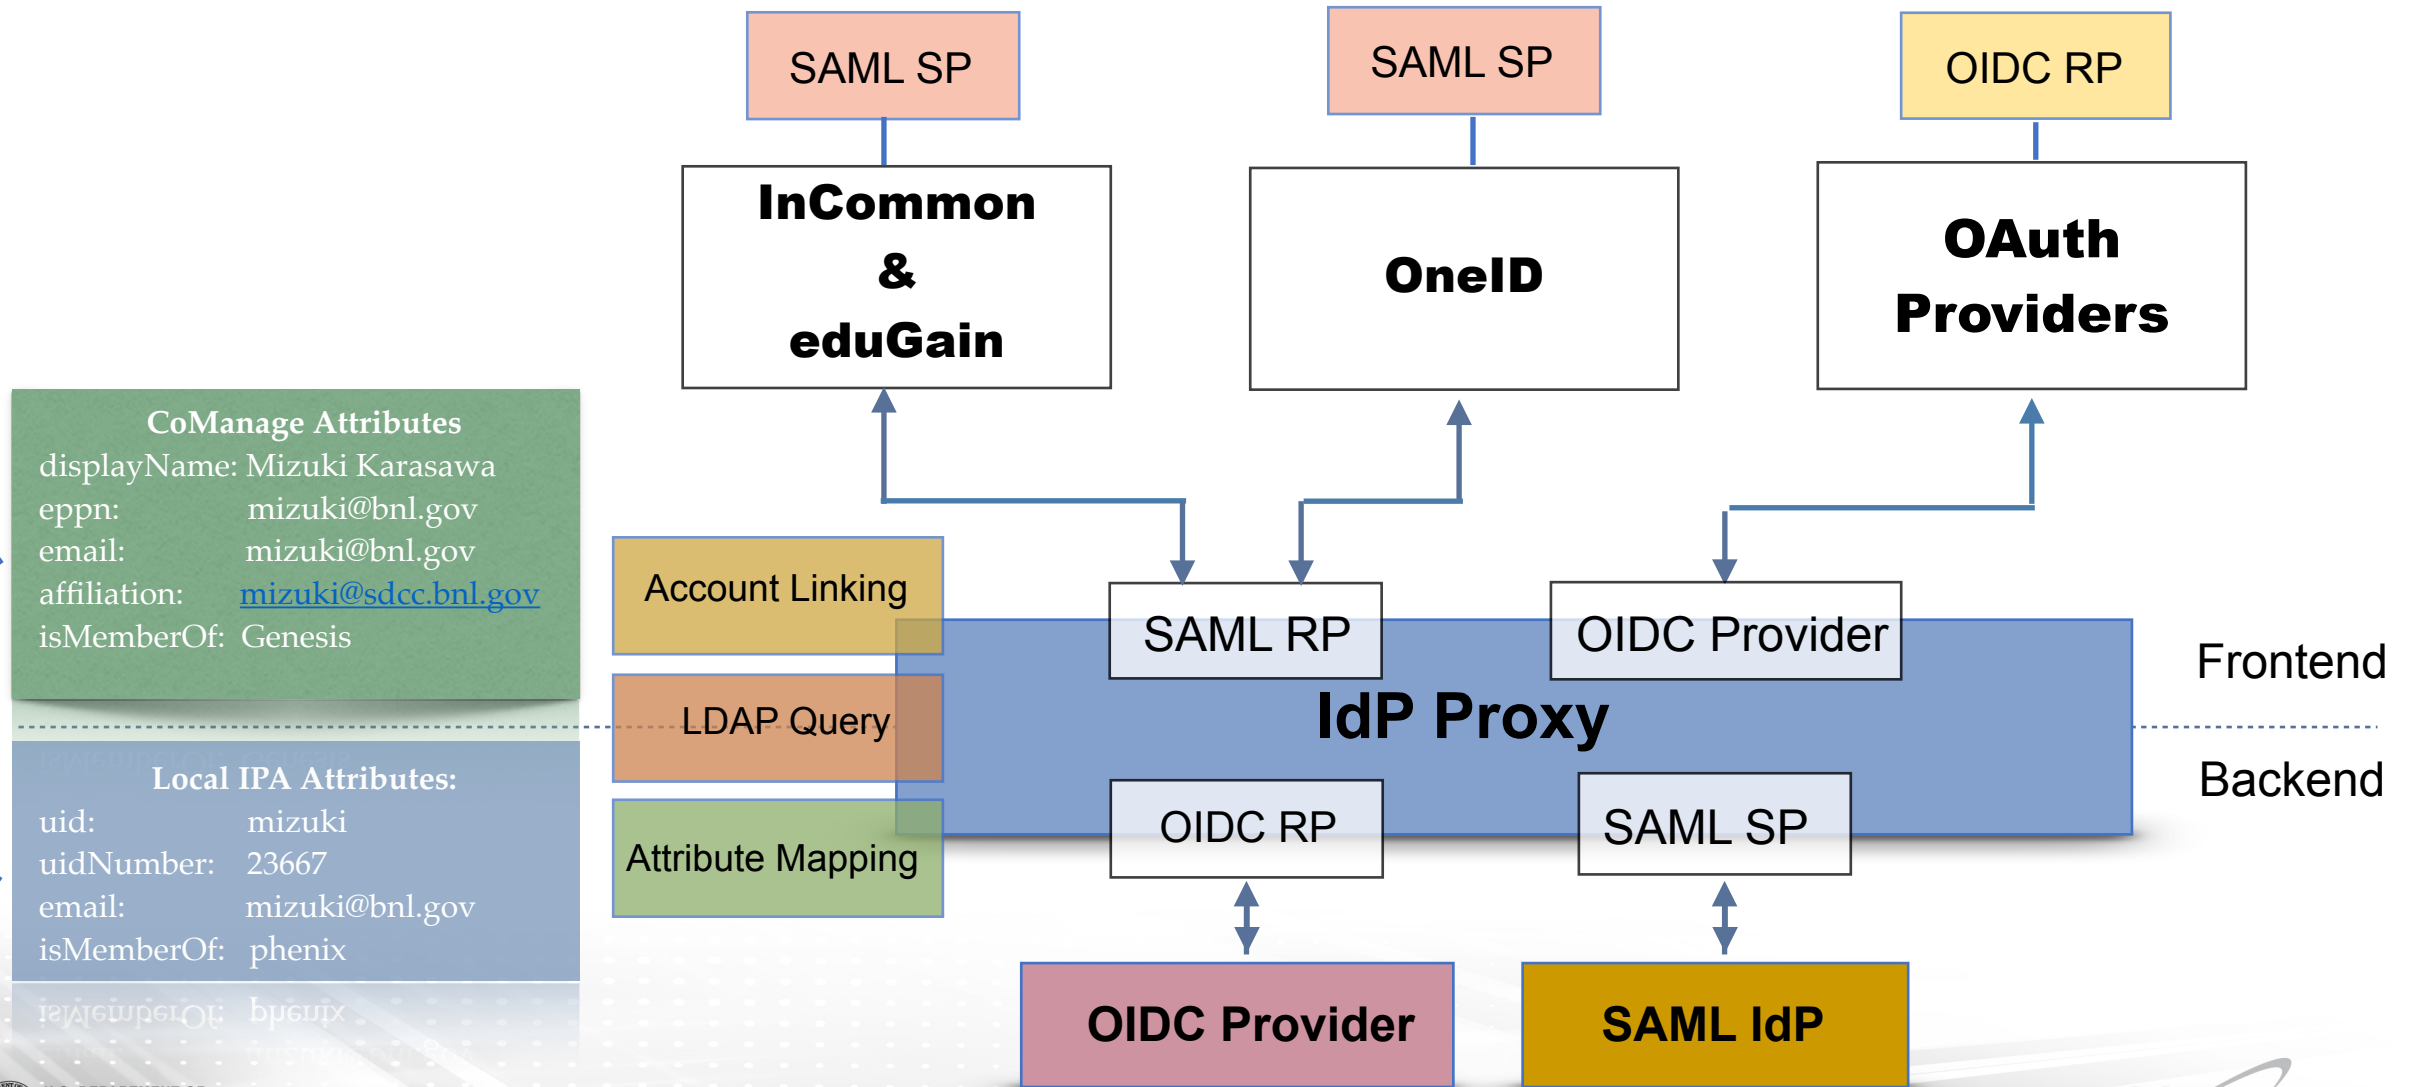 SAML SP
SAML SP
OIDC RP
InCommon
&
eduGain
OneID
OAuth
Providers
CoManage Attributes
displayName: Mizuki Karasawa
eppn: mizuki@bnl.gov
email: mizuki@bnl.gov
affiliation: mizuki@sdcc.bnl.gov
isMemberOf: Genesis
Account Linking
LDAP Query
Attribute Mapping
SAML RP
OIDC Provider
IdP Proxy
Frontend
Backend
OIDC RP
SAML SP
Local IPA Attributes:
uid: mizuki
uidNumber: 23667
email: mizuki@bnl.gov
isMemberOf: phenix
OIDC Provider
SAML IdP